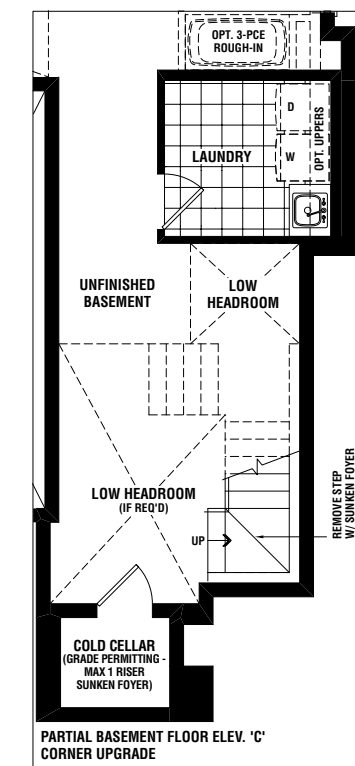 OPT. 3-PCE
ROUGH-IN
D
LAUNDRY
W
OPT. UPPERS
UNFINISHED
BASEMENT
LOW
HEADROOM
LOW HEADROOM
(IF REQ'D)
UP
REMOVE STEP
W/ SUNKEN FOYER
COLD CELLAR
(GRADE PERMITTING -
MAX 1 RISER
SUNKEN FOYER)
PARTIAL BASEMENT FLOOR ELEV. 'C'
CORNER UPGRADE